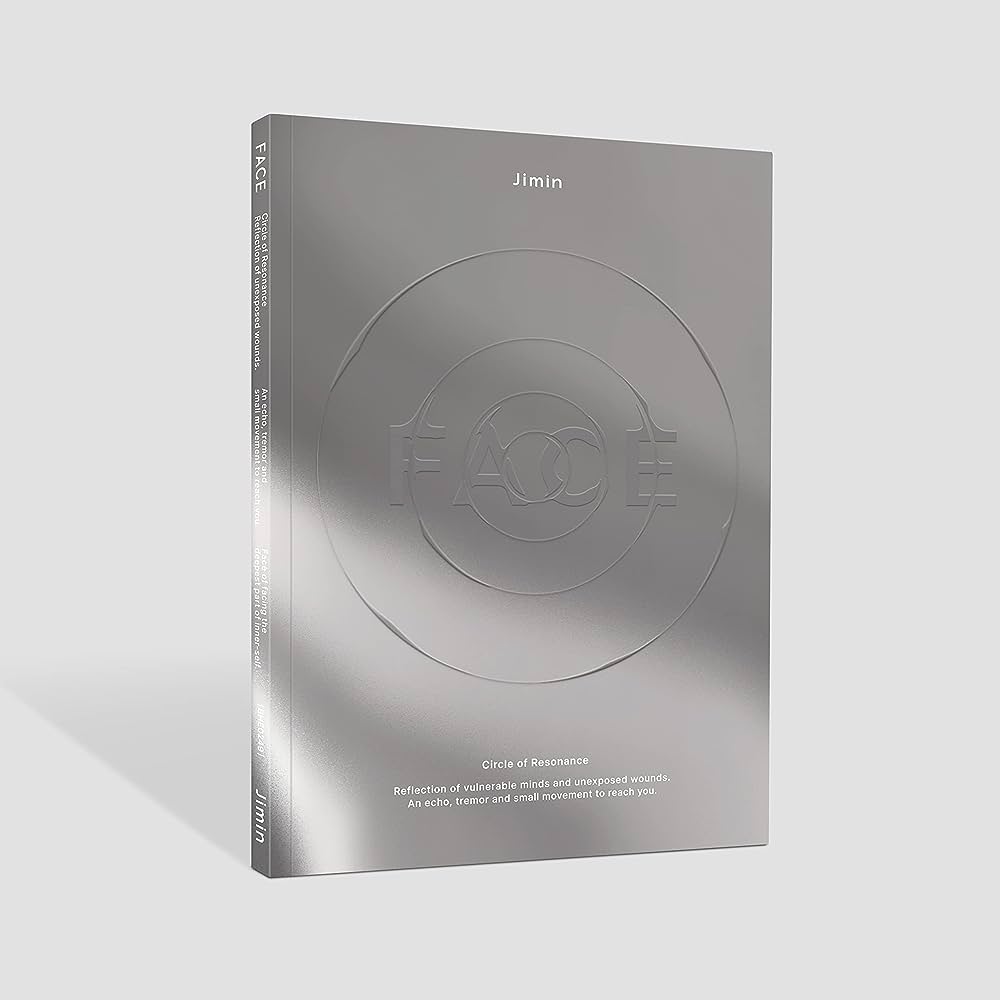 Jimin
FACE
Circle of Resonance
Reflection of vulnerable minds and unexposed wounds.
An echo, tremor and small movement to reach you.
FACE
Circle of Resonance
Reflection of unexposed wounds.
An echo, tremor and
small movement to reach you
Face of facing the
deepest part of inner-self.
Jimin